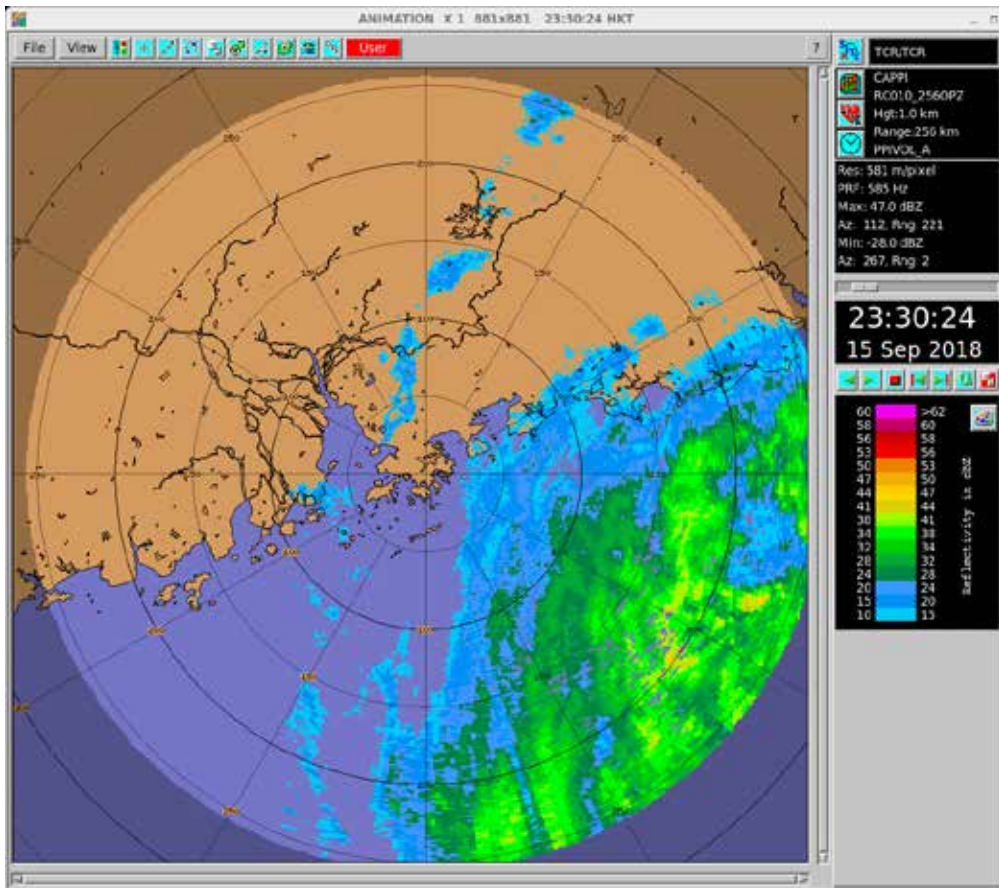 ANIMATION X 1 881x881 23:30:24 HKT
File View User ?
TCR/TCR
CAPPI
RC010_2560PZ
Hgt:1.0 km
Range:256 km
PPIVOL_A
Res: 581 m/pixel
PRF: 585 Hz
Max: 47.0 dBZ
Az: 112, Rng 221
Min: -28.0 dBZ
Az: 267, Rng 2
23:30:24
15 Sep 2018
60 >62
58 60
56 58
53 56
50 53
47 50
44 47
41 44
38 41
34 38
32 34
28 32
24 28
20 24
15 20
10 15
Reflectivity in dBZ